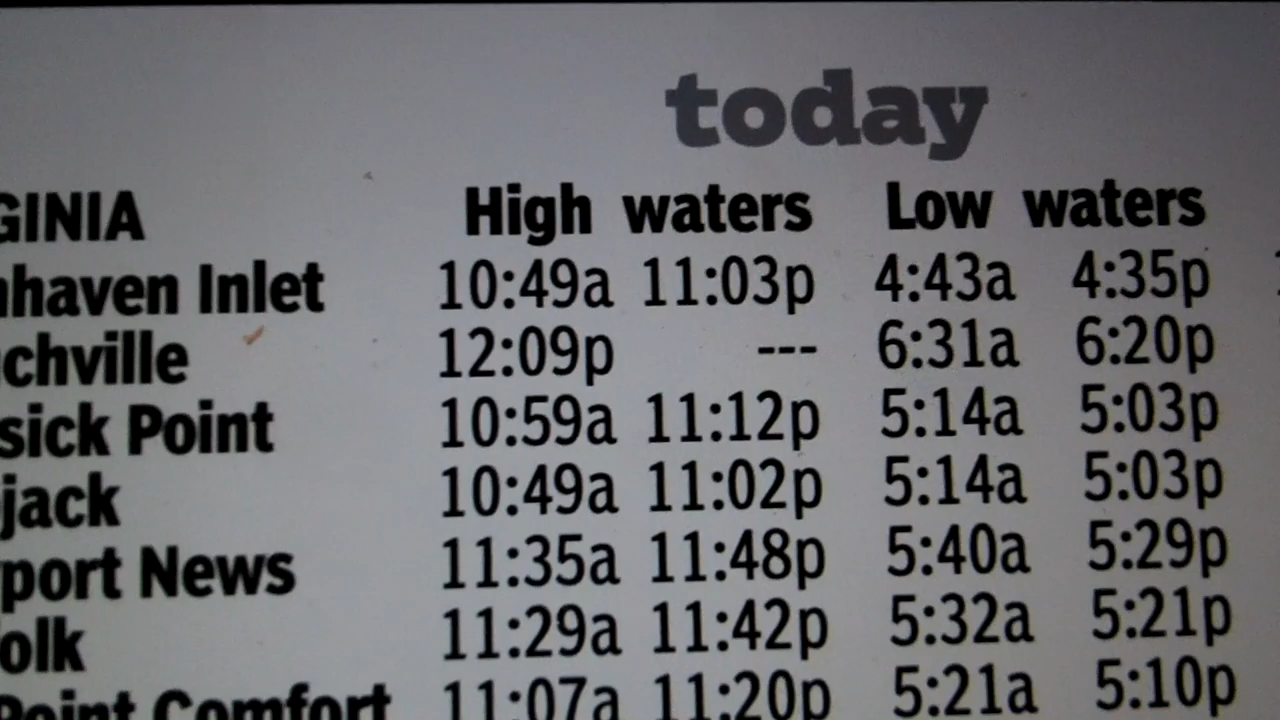 today
GINIA High waters Low waters
nhaven Inlet 10:49a 11:03p 4:43a 4:35p
chville 12:09p --- 6:31a 6:20p
sick Point 10:59a 11:12p 5:14a 5:03p
jack 10:49a 11:02p 5:14a 5:03p
port News 11:35a 11:48p 5:40a 5:29p
olk 11:29a 11:42p 5:32a 5:21p
Point Comfort 11:07a 11:20p 5:21a 5:10p